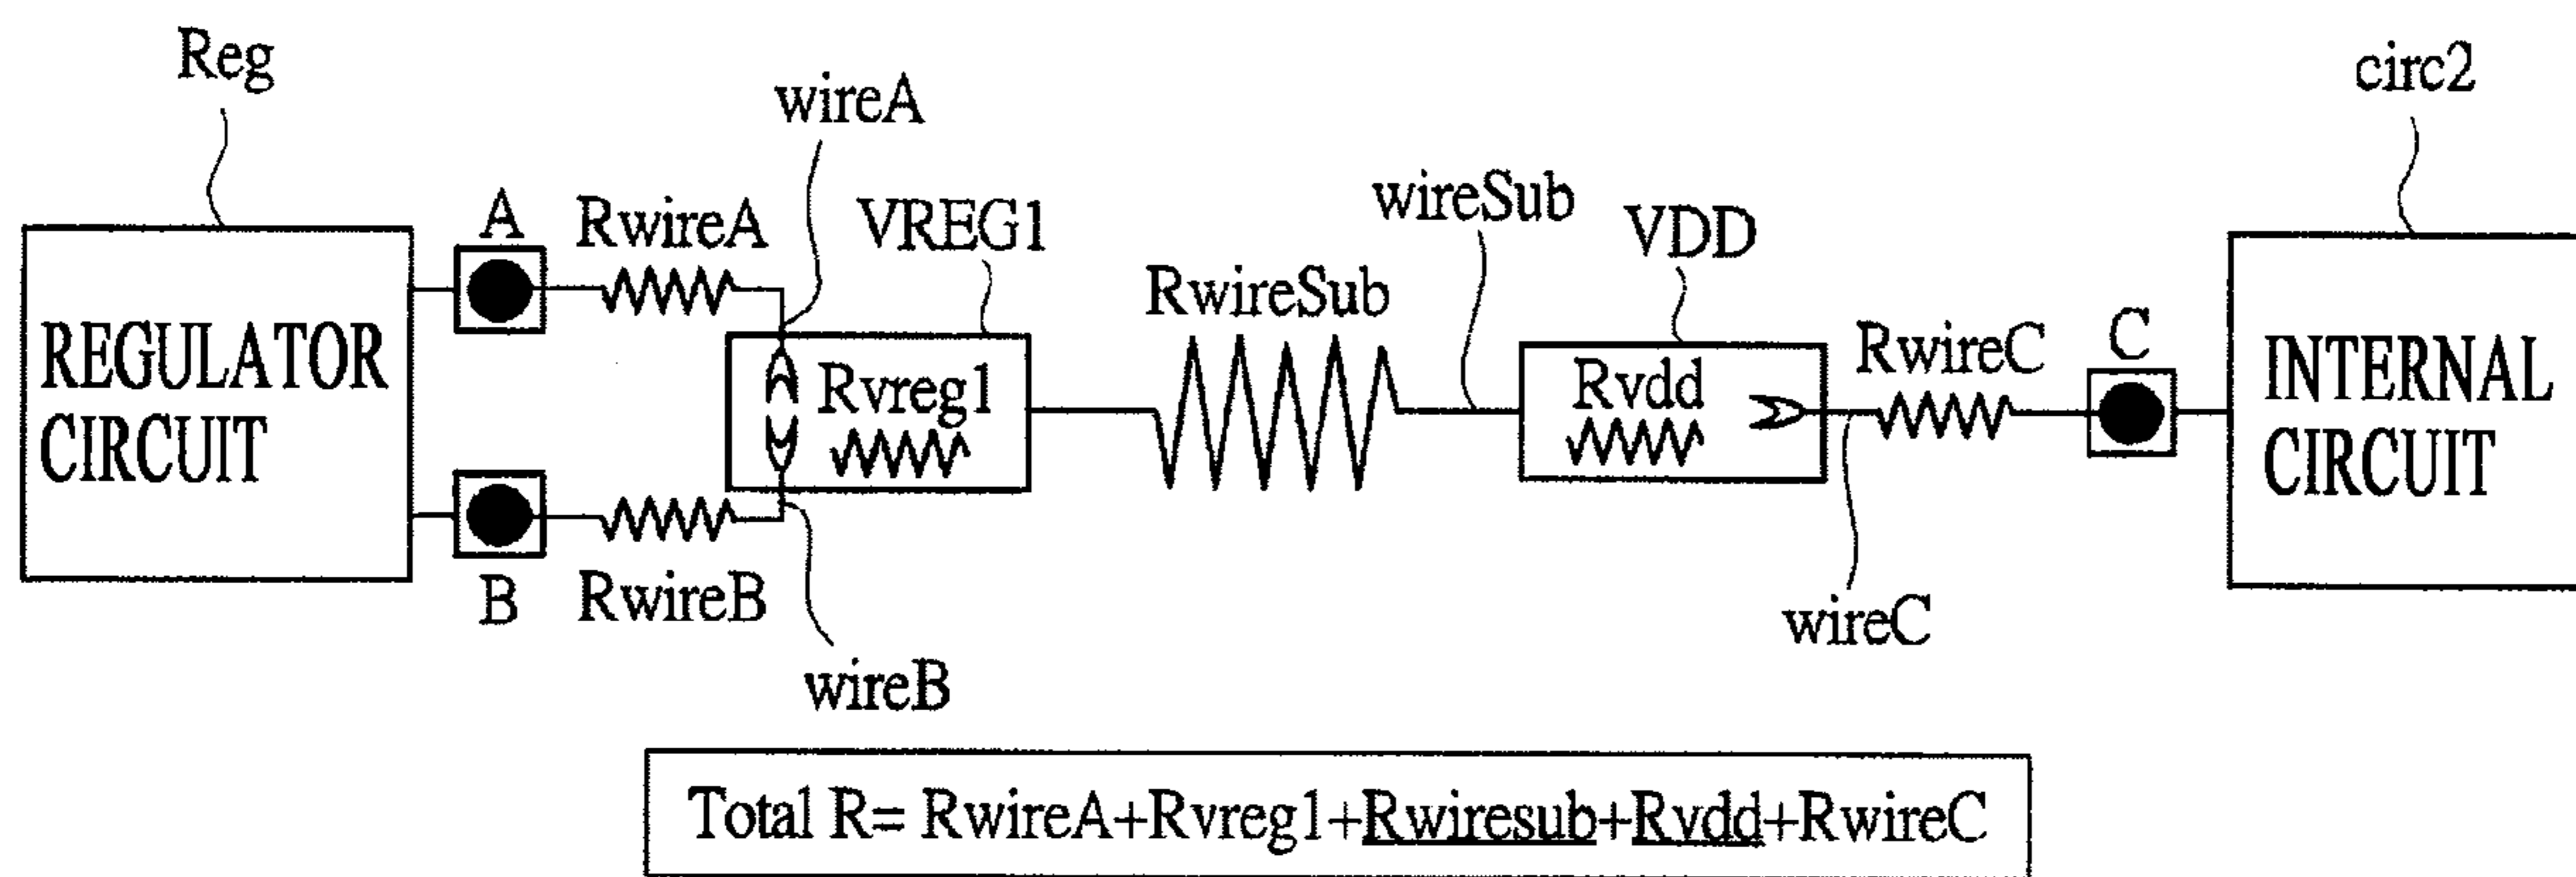 Reg
circ2
wireA
wireSub
A
RwireA
VREG1
VDD
RwireSub
RwireC
C
REGULATOR
CIRCUIT
Rvreg1
Rvdd
INTERNAL
CIRCUIT
B
RwireB
wireB
wireC
Total R= RwireA+Rvreg1+Rwiresub+Rvdd+RwireC